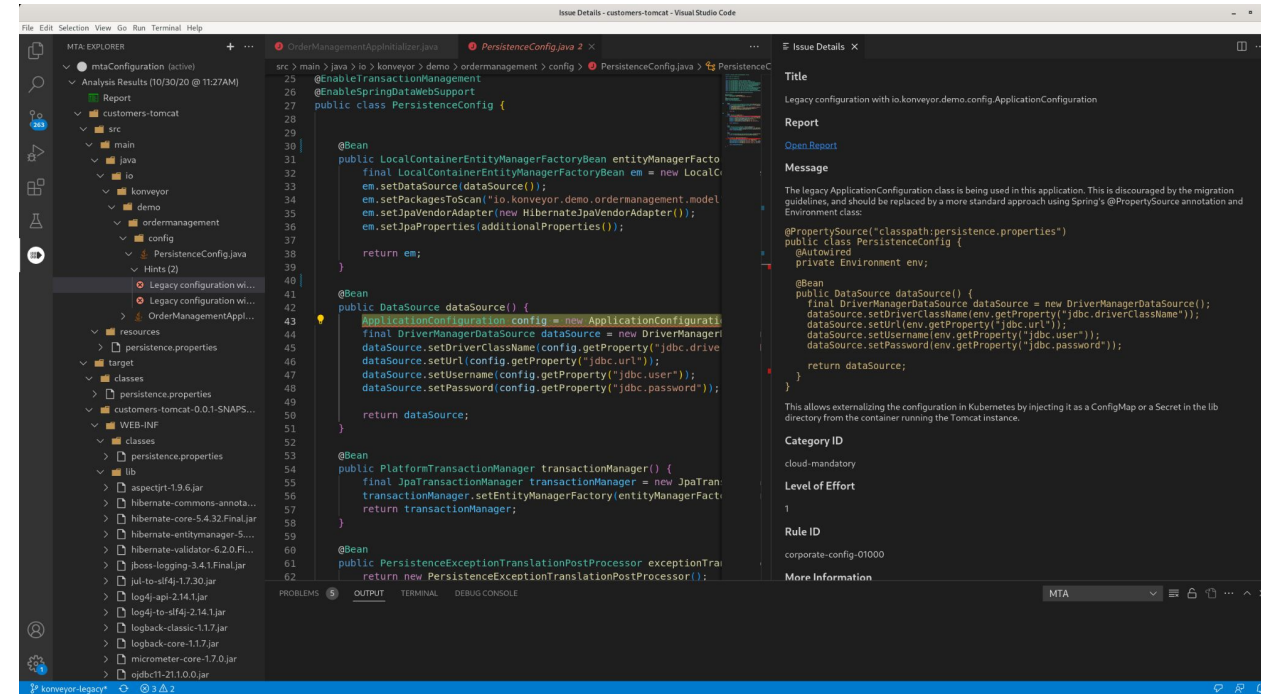 Issue Details - customers-tomcat - Visual Studio Code
File Edit Selection View Go Run Terminal Help
MTA: EXPLORER
mtaConfiguration (active)
Analysis Results (10/30/20 @ 11:27AM)
Report
customers-tomcat
src
main
java
io
konveyor
demo
ordermanagement
config
PersistenceConfig.java
Hints (2)
Legacy configuration wi...
Legacy configuration wi...
OrderManagementAppl...
resources
persistence.properties
target
classes
persistence.properties
customers-tomcat-0.0.1-SNAPS...
WEB-INF
classes
persistence.properties
lib
aspectjrt-1.9.6.jar
hibernate-commons-annota...
hibernate-core-5.4.32.Final.jar
hibernate-entitymanager-5....
hibernate-validator-6.2.0.Fi...
jboss-logging-3.4.1.Final.jar
jul-to-slf4j-1.7.30.jar
log4j-api-2.14.1.jar
log4j-to-slf4j-2.14.1.jar
logback-classic-1.1.7.jar
logback-core-1.1.7.jar
micrometer-core-1.7.0.jar
ojdbc11-21.1.0.0.jar
263
1
OrderManagementAppInitializer.java PersistenceConfig.java 2
src > main > java > io > konveyor > demo > ordermanagement > config > PersistenceConfig.java > PersistenceC
25 @EnableTransactionManagement
26 @EnableSpringDataWebSupport
27 public class PersistenceConfig {
28
29
30 @Bean
31 public LocalContainerEntityManagerFactoryBean entityManagerFacto
32 final LocalContainerEntityManagerFactoryBean em = new LocalC
33 em.setDataSource(dataSource());
34 em.setPackagesToScan("io.konveyor.demo.ordermanagement.model
35 em.setJpaVendorAdapter(new HibernateJpaVendorAdapter());
36 em.setJpaProperties(additionalProperties());
37
38 return em;
39 }
40
41 @Bean
42 public DataSource dataSource() {
43 ApplicationConfiguration config = new ApplicationConfigurati
44 final DriverManagerDataSource dataSource = new DriverManager
45 dataSource.setDriverClassName(config.getProperty("jdbc.drive
46 dataSource.setUrl(config.getProperty("jdbc.url"));
47 dataSource.setUsername(config.getProperty("jdbc.user"));
48 dataSource.setPassword(config.getProperty("jdbc.password"));
49
50 return dataSource;
51 }
52
53 @Bean
54 public PlatformTransactionManager transactionManager() {
55 final JpaTransactionManager transactionManager = new JpaTran
56 transactionManager.setEntityManagerFactory(entityManagerFact
57 return transactionManager;
58 }
59
60 @Bean
61 public PersistenceExceptionTranslationPostProcessor exceptionTra
62 return new PersistenceExceptionTranslationPostProcessor();
Issue Details
Title
Legacy configuration with io.konveyor.demo.config.ApplicationConfiguration
Report
Open Report
Message
The legacy ApplicationConfiguration class is being used in this application. This is discouraged by the migration
guidelines, and should be replaced by a more standard approach using Spring's @PropertySource annotation and
Environment class:
@PropertySource("classpath:persistence.properties")
public class PersistenceConfig {
@Autowired
private Environment env;
@Bean
public DataSource dataSource() {
final DriverManagerDataSource dataSource = new DriverManagerDataSource();
dataSource.setDriverClassName(env.getProperty("jdbc.driverClassName"));
dataSource.setUrl(env.getProperty("jdbc.url"));
dataSource.setUsername(env.getProperty("jdbc.user"));
dataSource.setPassword(env.getProperty("jdbc.password"));
return dataSource;
}
}
This allows externalizing the configuration in Kubernetes by injecting it as a ConfigMap or a Secret in the lib
directory from the container running the Tomcat instance.
Category ID
cloud-mandatory
Level of Effort
1
Rule ID
corporate-config-01000
More Information
PROBLEMS 5 OUTPUT TERMINAL DEBUG CONSOLE MTA
konveyor-legacy* 3 2